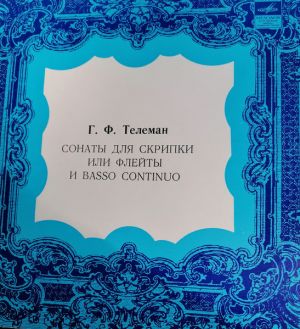 Г. Ф. Телеман
СОНАТЫ ДЛЯ СКРИПКИ
ИЛИ ФЛЕЙТЫ
И BASSO CONTINUO